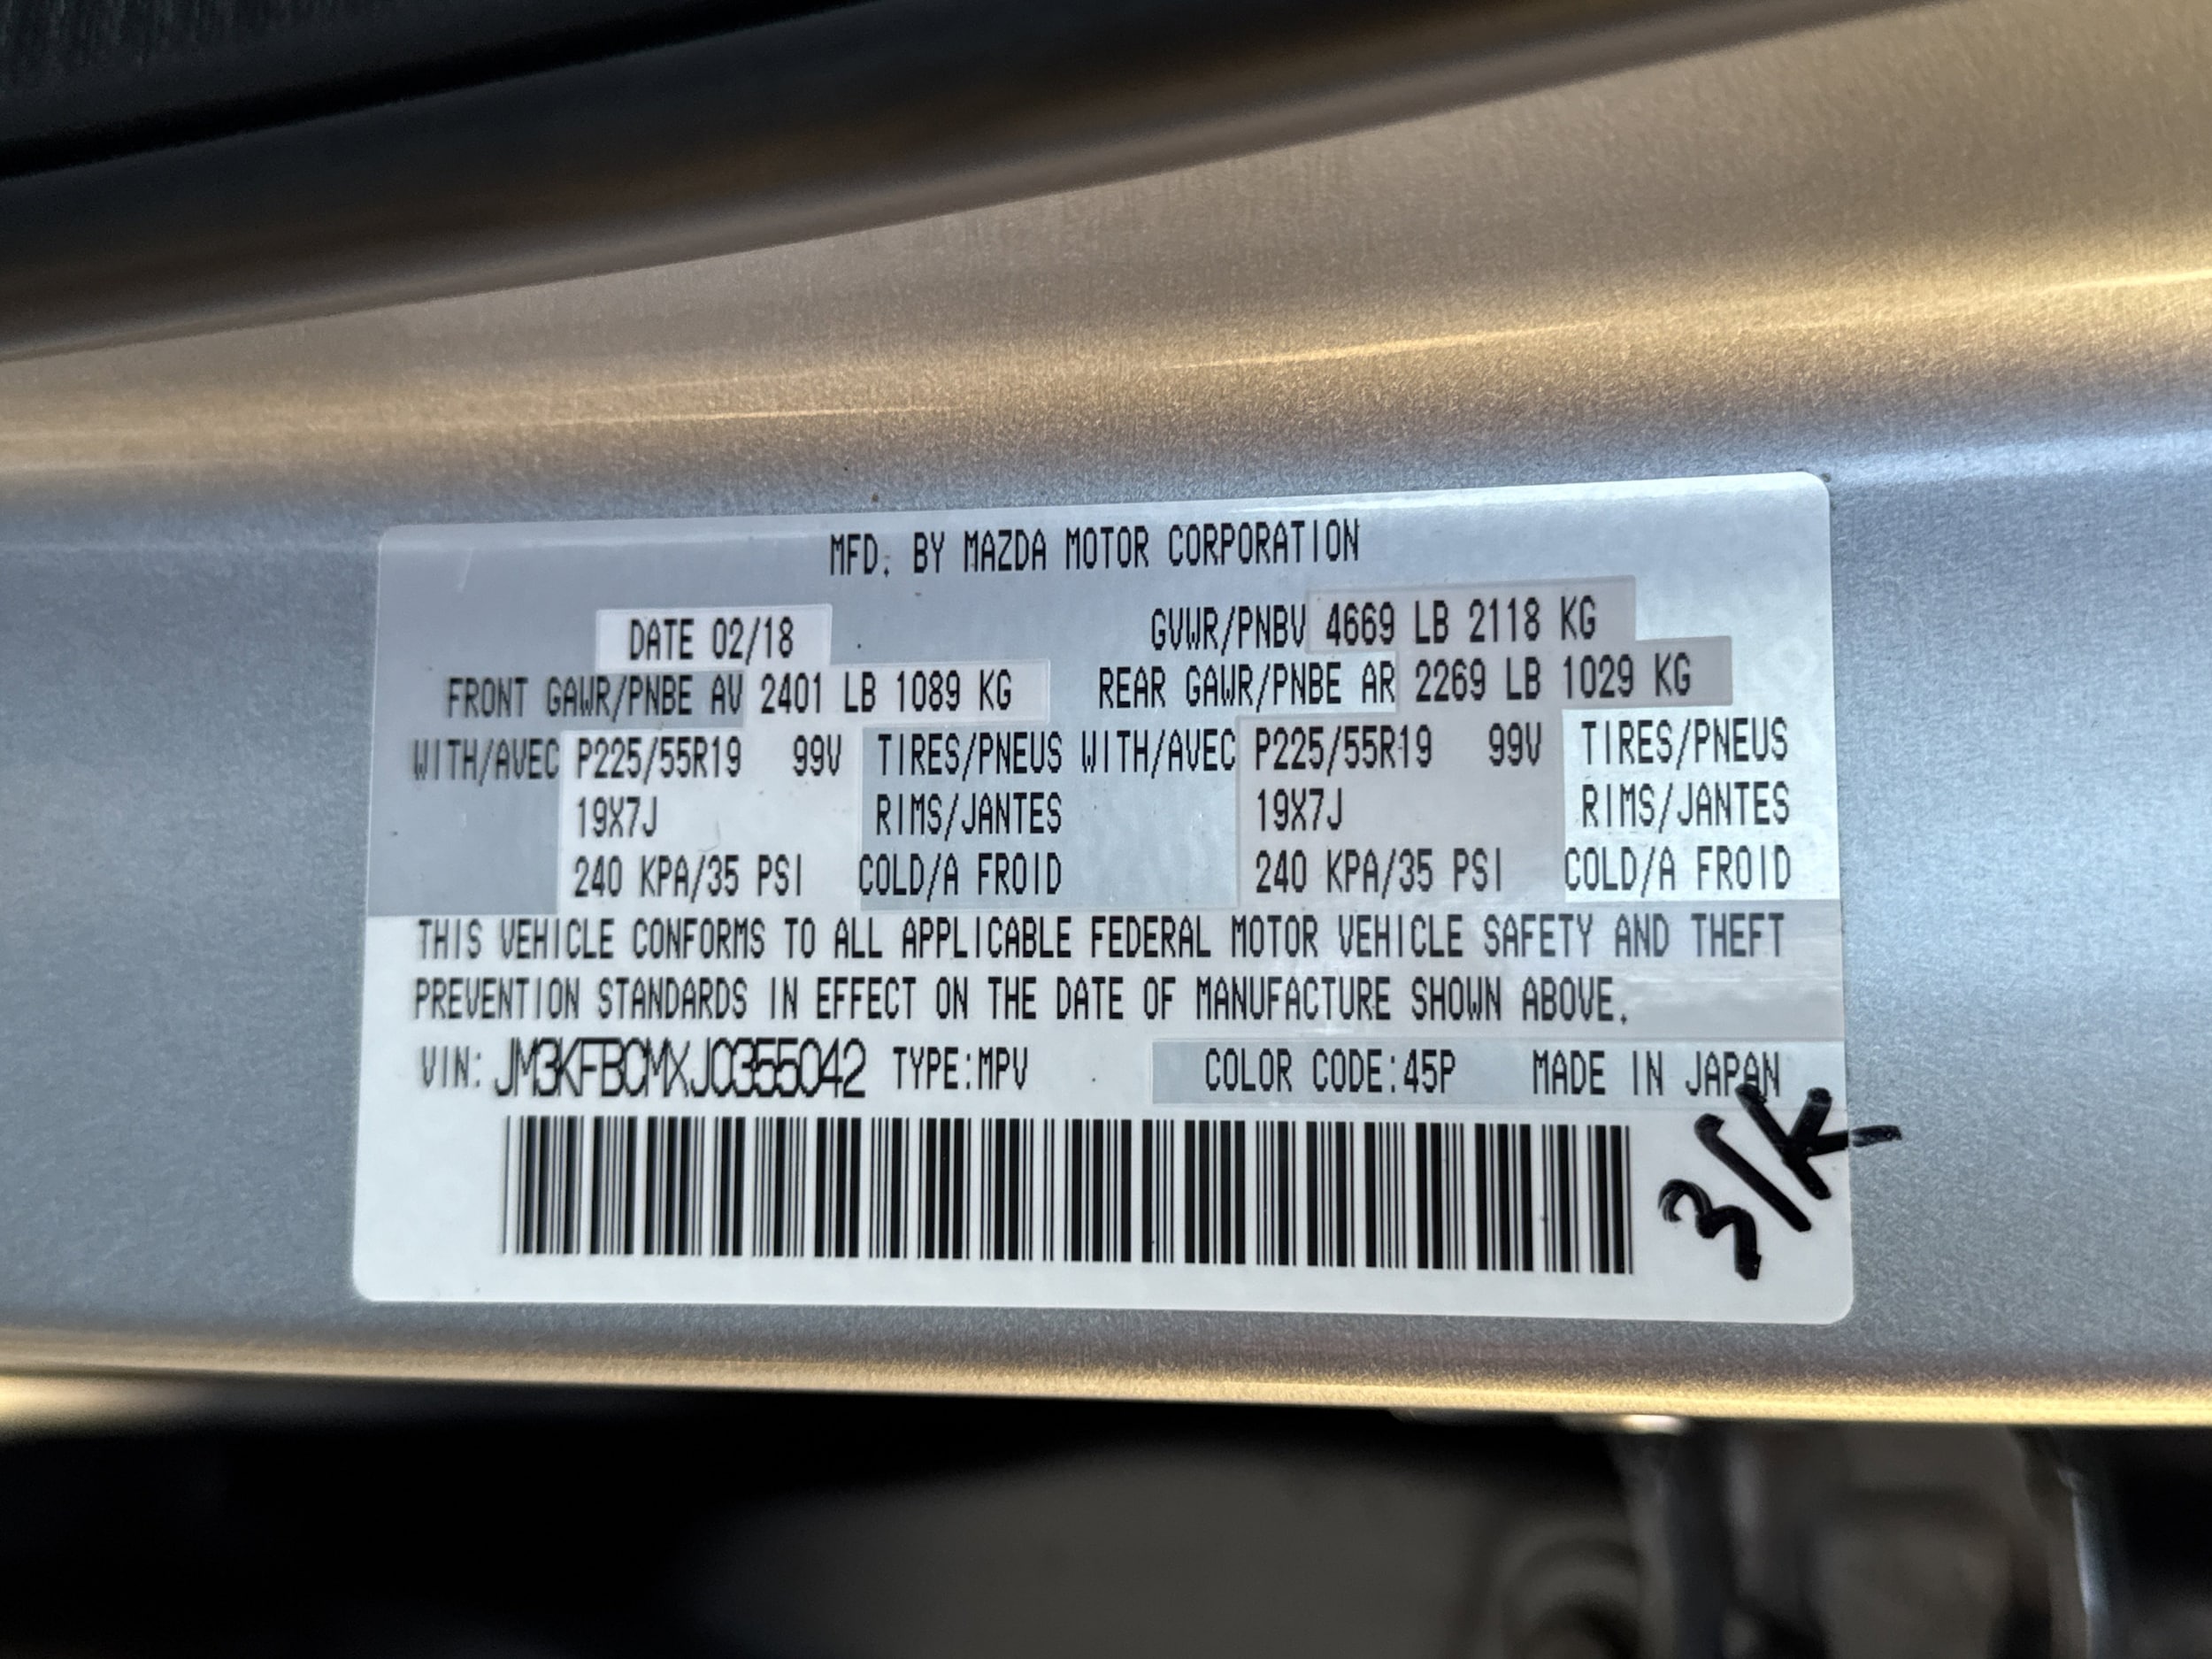 MFD. BY MAZDA MOTOR CORPORATION
DATE 02/18 GVWR/PNBV 4669 LB 2118 KG
FRONT GAWR/PNBE AV 2401 LB 1089 KG REAR GAWR/PNBE AR 2269 LB 1029 KG
WITH/AVEC P225/55R19 99V TIRES/PNEUS WITH/AVEC P225/55R19 99V TIRES/PNEUS
19X7J RIMS/JANTES 19X7J RIMS/JANTES
240 KPA/35 PSI COLD/A FROID 240 KPA/35 PSI COLD/A FROID
THIS VEHICLE CONFORMS TO ALL APPLICABLE FEDERAL MOTOR VEHICLE SAFETY AND THEFT
PREVENTION STANDARDS IN EFFECT ON THE DATE OF MANUFACTURE SHOWN ABOVE.
VIN: JM3KFBCMXJ0355042 TYPE:MPV COLOR CODE:45P MADE IN JAPAN
31K